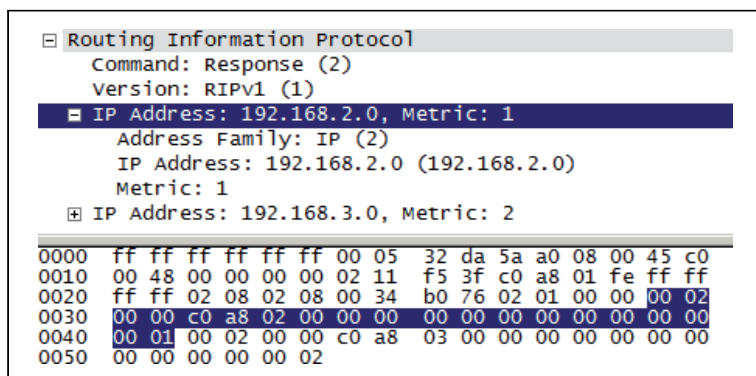 Routing Information Protocol
Command: Response (2)
Version: RIPv1 (1)
IP Address: 192.168.2.0, Metric: 1
Address Family: IP (2)
IP Address: 192.168.2.0 (192.168.2.0)
Metric: 1
IP Address: 192.168.3.0, Metric: 2
0000 ff ff ff ff ff ff 00 05 32 da 5a a0 08 00 45 c0
0010 00 48 00 00 00 00 02 11 f5 3f c0 a8 01 fe ff ff
0020 ff ff 02 08 02 08 00 34 b0 76 02 01 00 00 00 02
0030 00 00 c0 a8 02 00 00 00 00 00 00 00 00 00 00 00
0040 00 01 00 02 00 00 c0 a8 03 00 00 00 00 00 00 00
0050 00 00 00 00 00 02